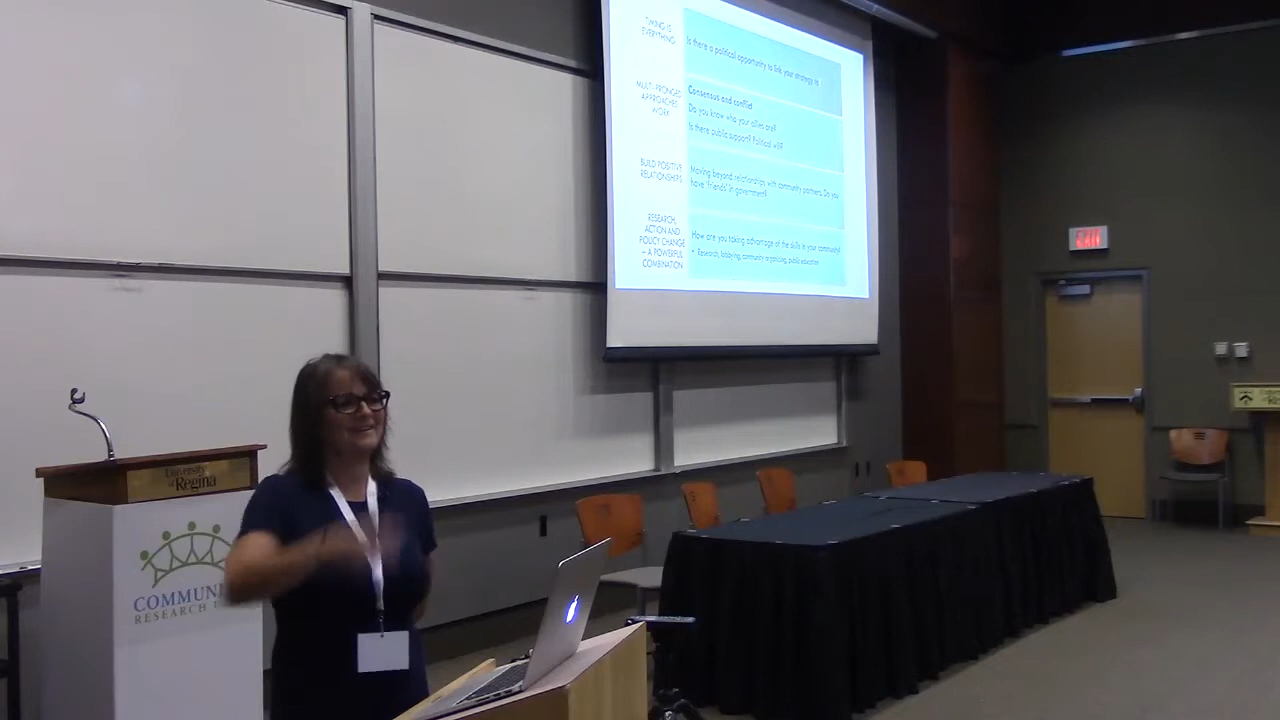 TIMING IS
EVERYTHING
Is there a political opportunity to link your strategy to
MULTI-PRONGED
APPROACHES
WORK
Consensus and conflict
Do you know who your allies are?
Is there public support? Political will?
BUILD POSITIVE
RELATIONSHIPS
Moving beyond relationships with community partners. Do you
have 'friends' in government?
RESEARCH,
ACTION AND
POLICY CHANGE
– A POWERFUL
COMBINATION
How are you taking advantage of the skills in your community?
• Research, lobbying, community organizing, public education
EXIT
University
of Regina
COMMUNI
RESEARCH U